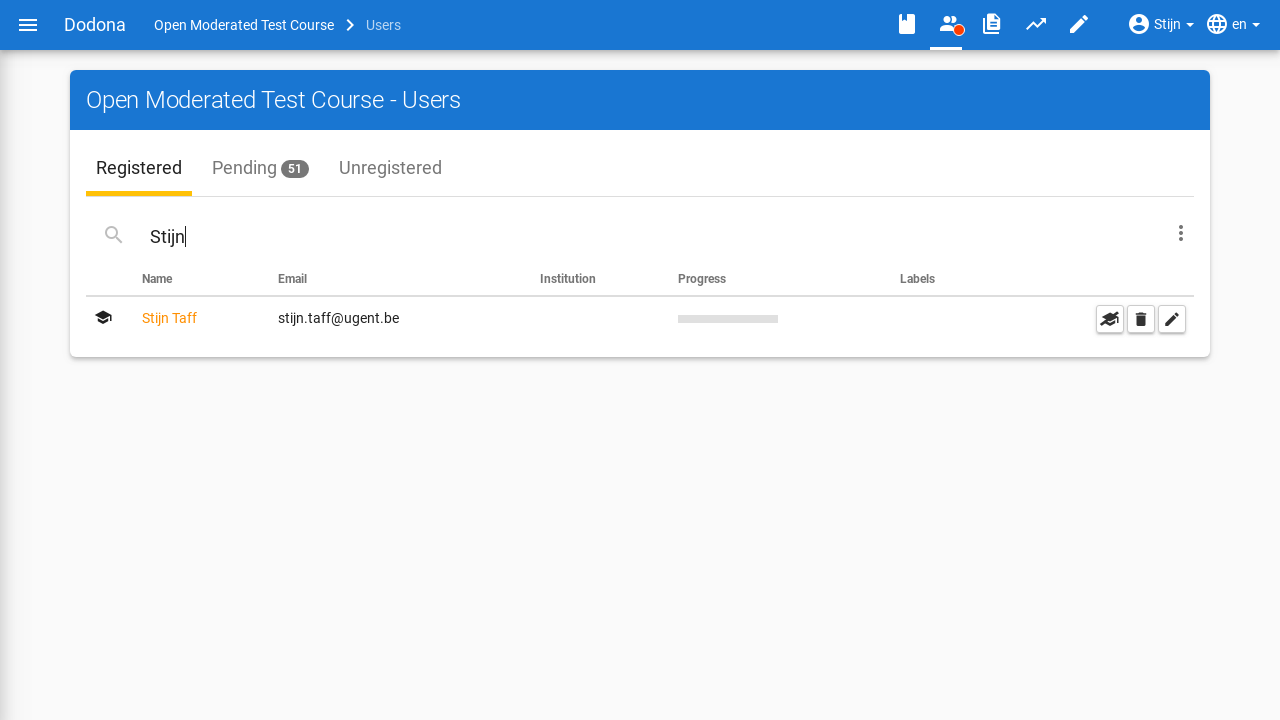 Dodona Open Moderated Test Course Users Stijn en
Open Moderated Test Course - Users
Registered Pending 51 Unregistered
Stijn
Name Email Institution Progress Labels
Stijn Taff stijn.taff@ugent.be